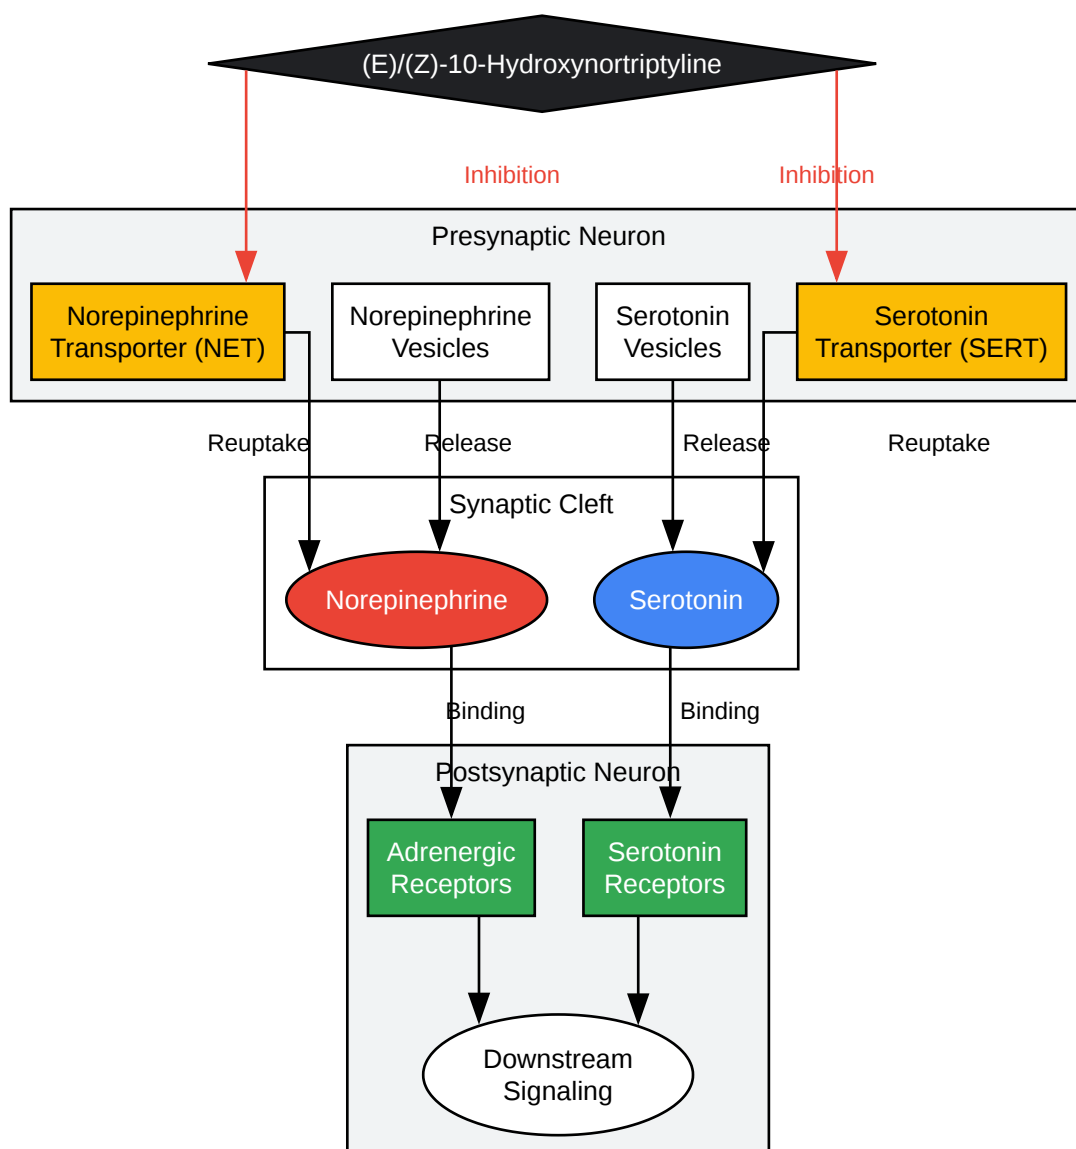 (E)/(Z)-10-Hydroxynortriptyline
Inhibition
Inhibition
Presynaptic Neuron
Norepinephrine
Transporter (NET)
Norepinephrine
Vesicles
Serotonin
Vesicles
Serotonin
Transporter (SERT)
Reuptake
Release
Release
Reuptake
Synaptic Cleft
Norepinephrine
Serotonin
Binding
Binding
Postsynaptic Neuron
Adrenergic
Receptors
Serotonin
Receptors
Downstream
Signaling